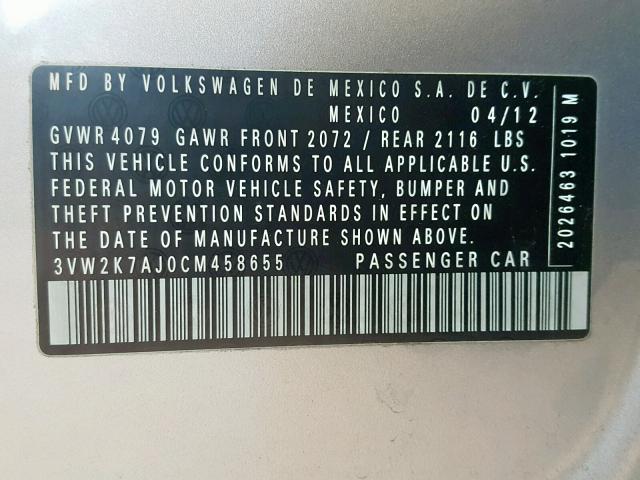 MFD BY VOLKSWAGEN DE MEXICO S.A. DE C.V.
MEXICO 04/12
GVWR 4079 GAWR FRONT 2072 / REAR 2116 LBS
THIS VEHICLE CONFORMS TO ALL APPLICABLE U.S.
FEDERAL MOTOR VEHICLE SAFETY, BUMPER AND
THEFT PREVENTION STANDARDS IN EFFECT ON
THE DATE OF MANUFACTURE SHOWN ABOVE.
3VW2K7AJ0CM458655 PASSENGER CAR
2026463 1019 M